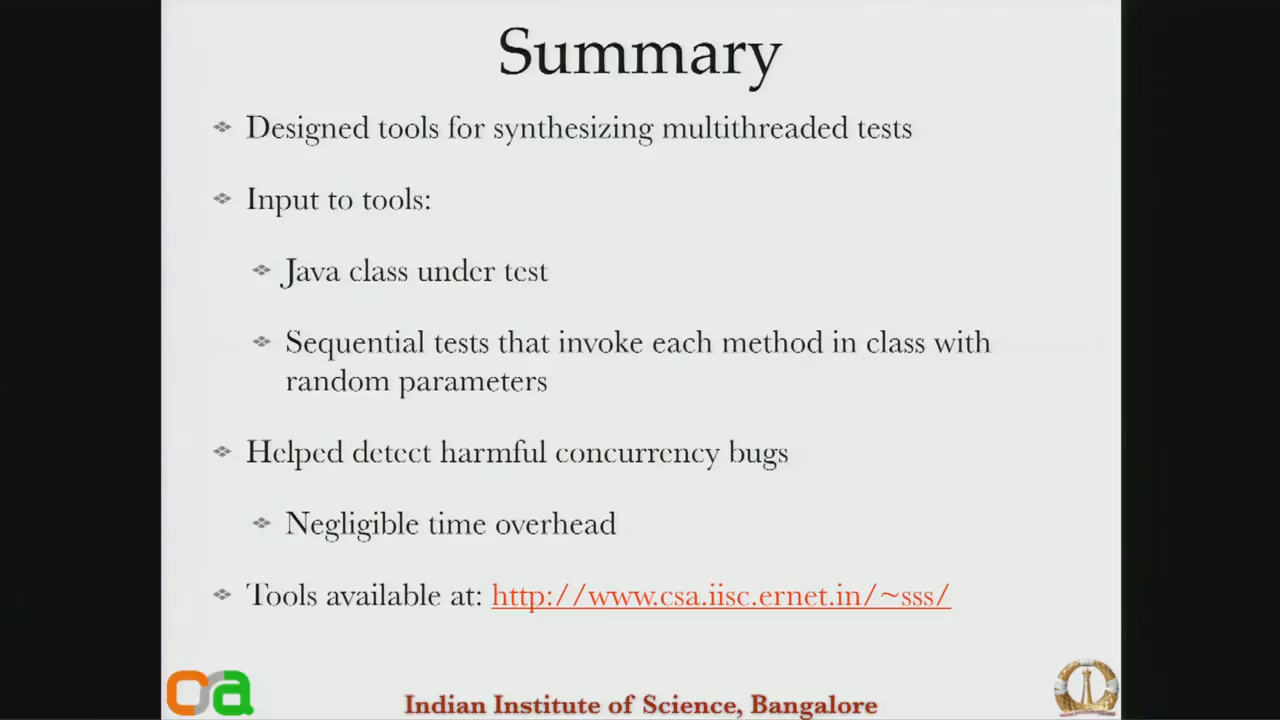 Summary
Designed tools for synthesizing multithreaded tests
Input to tools:
Java class under test
Sequential tests that invoke each method in class with
random parameters
Helped detect harmful concurrency bugs
Negligible time overhead
Tools available at: http://www.csa.iisc.ernet.in/~sss/
csa
Indian Institute of Science, Bangalore